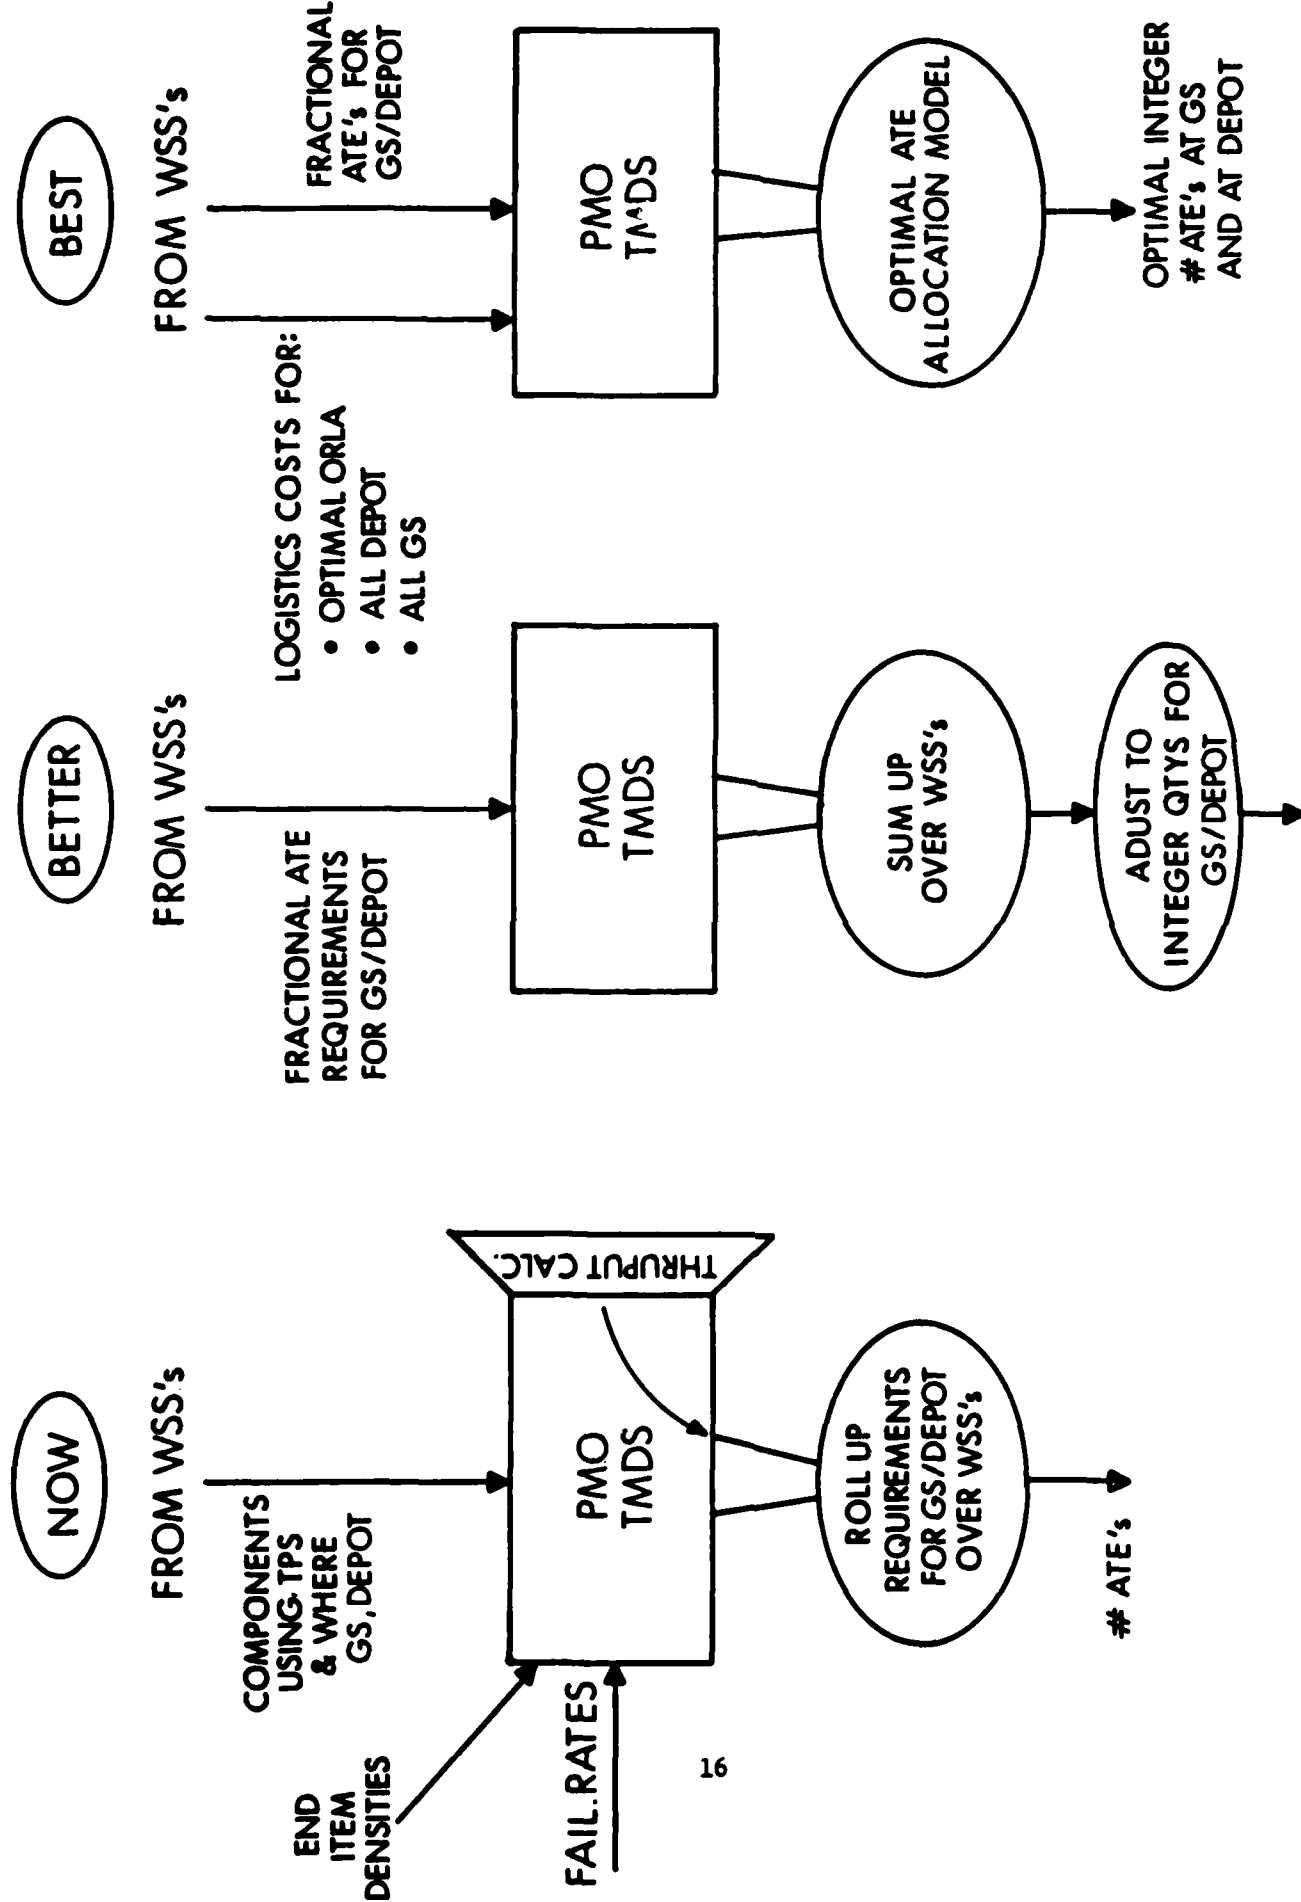 NOW
FROM WSS's
COMPONENTS
USING TPS
& WHERE
GS, DEPOT
END
ITEM
DENSITIES
FAIL. RATES
PMO
TMDS
THRUPUT CALC.
ROLL UP
REQUIREMENTS
FOR GS/DEPOT
OVER WSS's
# ATE's
BETTER
FROM WSS's
FRACTIONAL ATE
REQUIREMENTS
FOR GS/DEPOT
PMO
TMDS
SUM UP
OVER WSS's
ADUST TO
INTEGER QTYS FOR
GS/DEPOT
BEST
FROM WSS's
LOGISTICS COSTS FOR:
• OPTIMAL ORLA
• ALL DEPOT
• ALL GS
FRACTIONAL
ATE's FOR
GS/DEPOT
PMO
TMDS
OPTIMAL ATE
ALLOCATION MODEL
OPTIMAL INTEGER
# ATE's AT GS
AND AT DEPOT
16